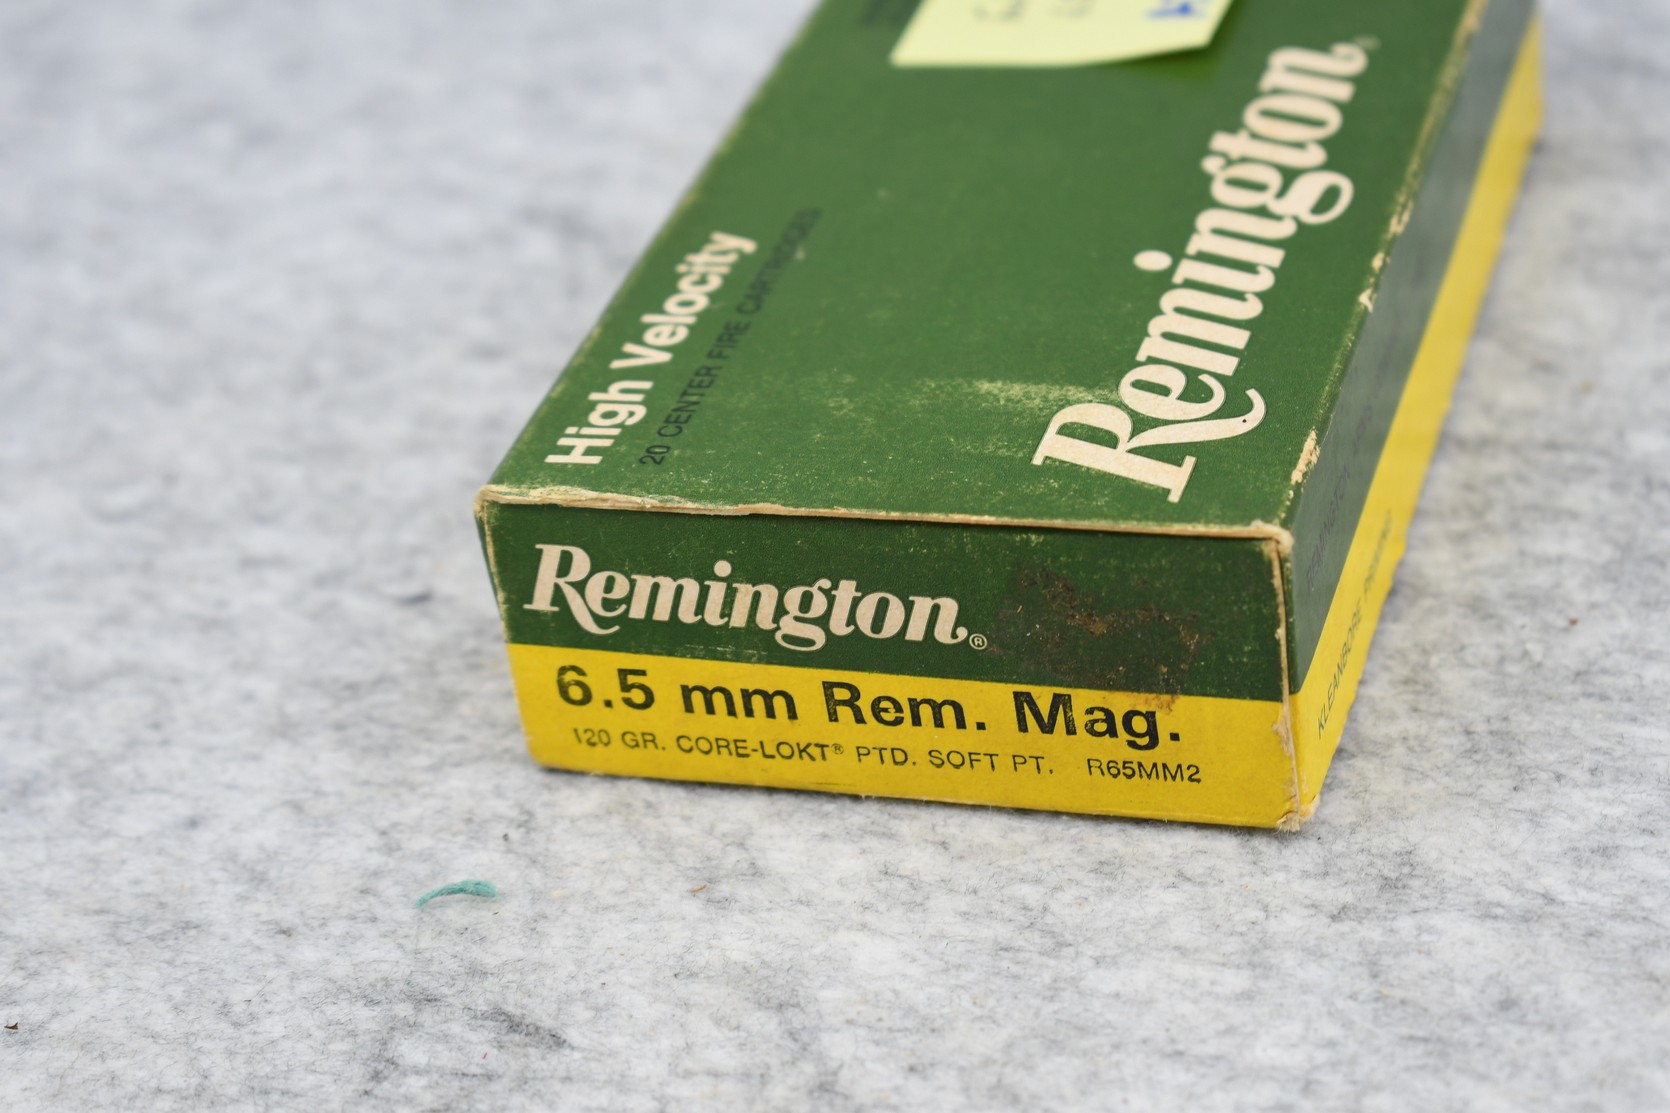 Remington®
High Velocity
20 CENTER FIRE CARTRIDGES
Remington®
6.5 mm Rem. Mag.
120 GR. CORE-LOKT® PTD. SOFT PT. R65MM2
KLEANBORE